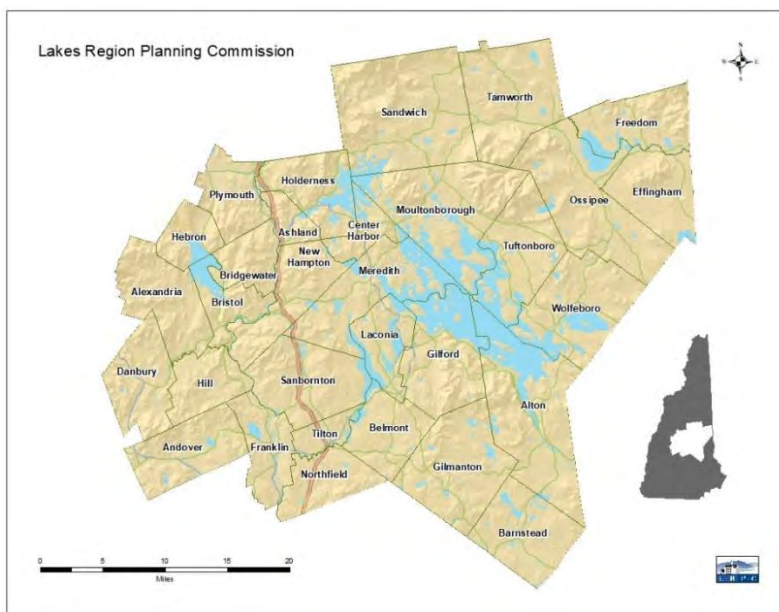 Lakes Region Planning Commission
N
W
E
S
Sandwich
Tamworth
Freedom
Holderness
Plymouth
Moultonborough
Ossipee
Effingham
Ashland
Center
Harbor
Hebron
New
Hampton
Tuftonboro
Bridgewater
Meredith
Alexandria
Bristol
Wolfeboro
Laconia
Gilford
Danbury
Hill
Sanbornton
Alton
Tilton
Belmont
Andover
Franklin
Gilmanton
Northfield
Barnstead
0
5
10
20
Miles
L R P C